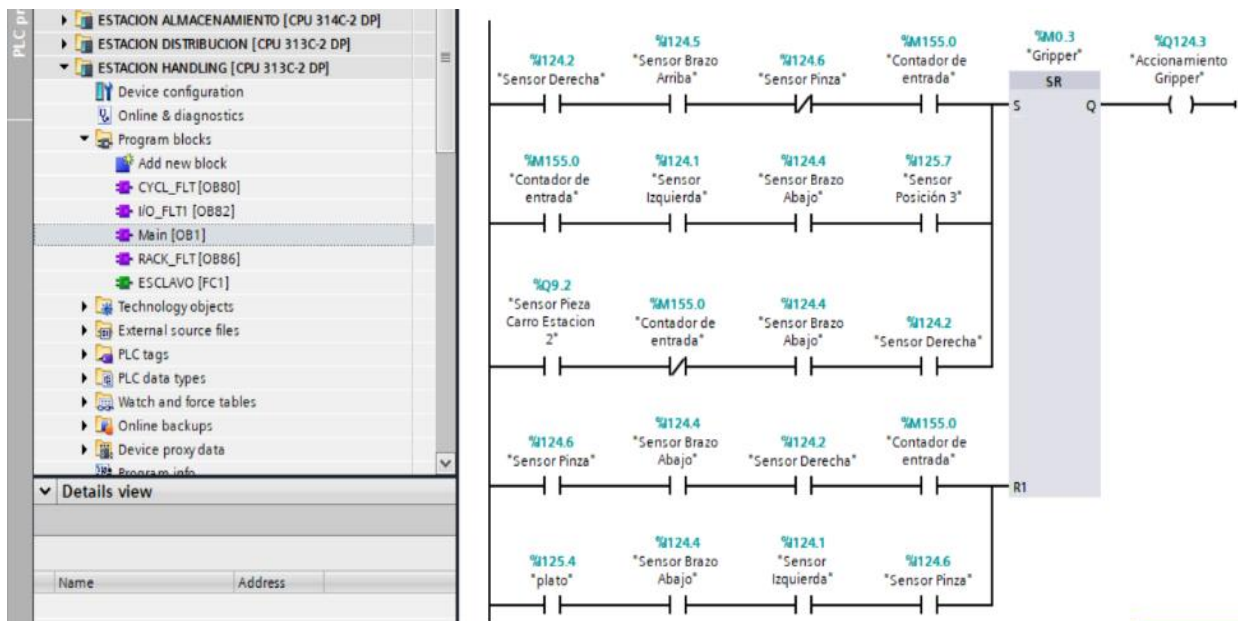 PLC pr
ESTACION ALMACENAMIENTO [CPU 314C-2 DP]
ESTACION DISTRIBUCION [CPU 313C-2 DP]
ESTACION HANDLING [CPU 313C-2 DP]
Device configuration
Online & diagnostics
Program blocks
Add new block
CYCL_FLT [OB80]
I/O_FLT1 [OB82]
Main [OB1]
RACK_FLT [OB86]
ESCLAVO [FC1]
Technology objects
External source files
PLC tags
PLC data types
Watch and force tables
Online backups
Device proxy data
Program info
Details view
Name Address
%I124.2
"Sensor Derecha"
%I124.5
"Sensor Brazo
Arriba"
%I124.6
"Sensor Pinza"
%M155.0
"Contador de
entrada"
%M0.3
"Gripper"
SR
S Q
R1
%Q124.3
"Accionamiento
Gripper"
%M155.0
"Contador de
entrada"
%I124.1
"Sensor
Izquierda"
%I124.4
"Sensor Brazo
Abajo"
%I125.7
"Sensor
Posición 3"
%Q9.2
"Sensor Pieza
Carro Estacion
2"
%M155.0
"Contador de
entrada"
%I124.4
"Sensor Brazo
Abajo"
%I124.2
"Sensor Derecha"
%I124.6
"Sensor Pinza"
%I124.4
"Sensor Brazo
Abajo"
%I124.2
"Sensor Derecha"
%M155.0
"Contador de
entrada"
%I125.4
"plato"
%I124.4
"Sensor Brazo
Abajo"
%I124.1
"Sensor
Izquierda"
%I124.6
"Sensor Pinza"